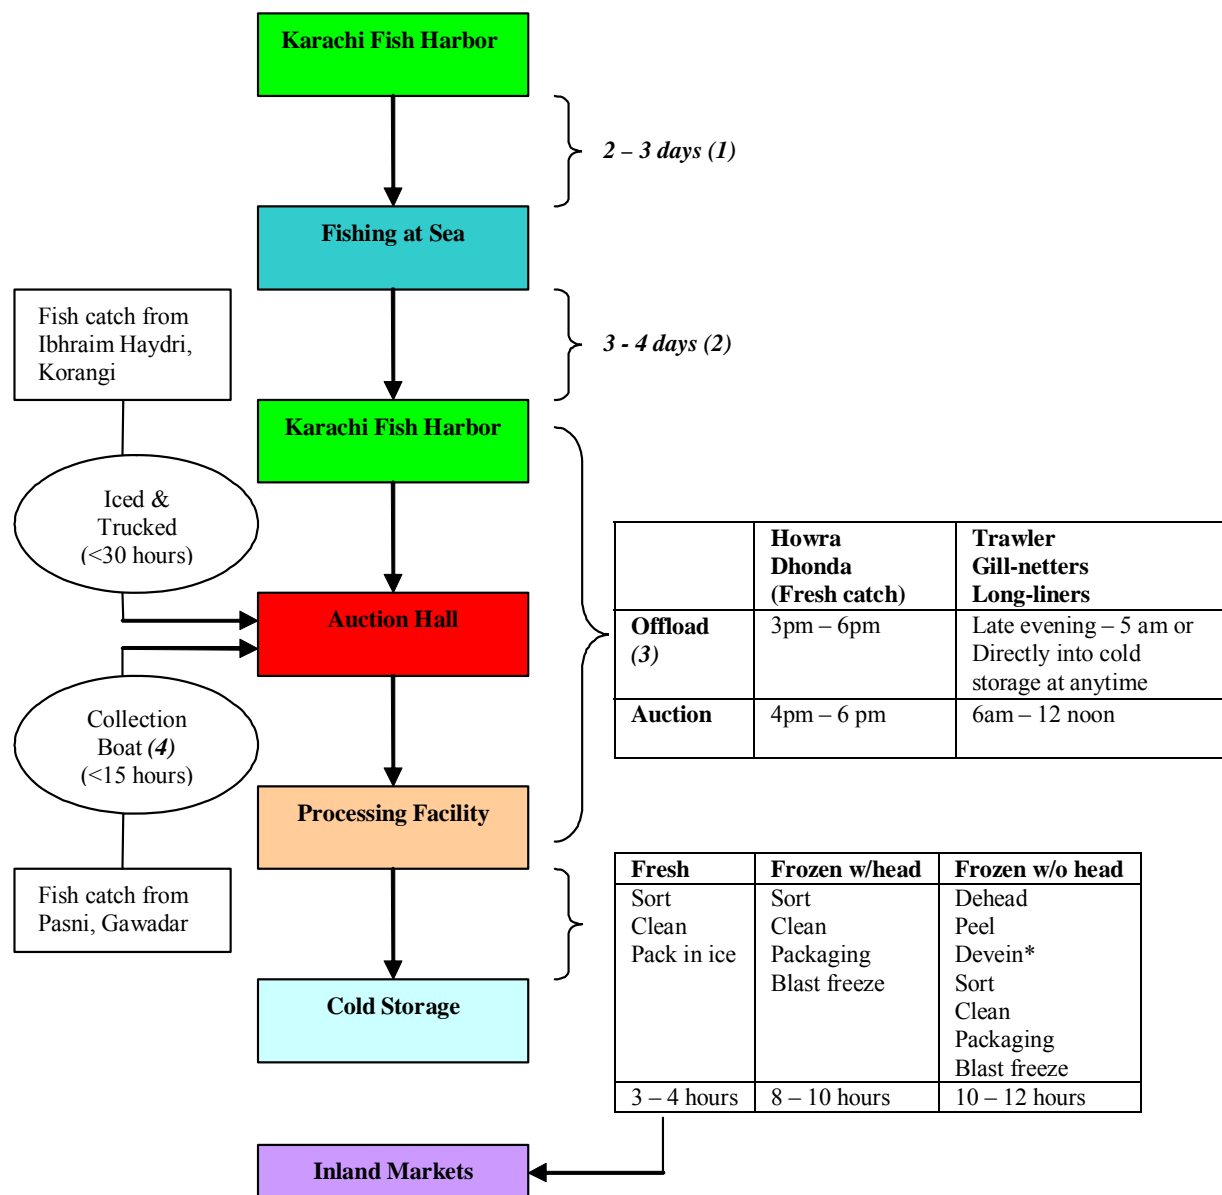 Karachi Fish Harbor
2 – 3 days (1)
Fishing at Sea
Fish catch from
Ibhraim Haydri,
Korangi
3 - 4 days (2)
Karachi Fish Harbor
Iced &
Trucked
(<30 hours)
Howra
Dhonda
(Fresh catch)
Trawler
Gill-netters
Long-liners
Offload
(3)
3pm – 6pm
Late evening – 5 am or
Directly into cold
storage at anytime
Auction
4pm – 6 pm
6am – 12 noon
Auction Hall
Collection
Boat (4)
(<15 hours)
Processing Facility
Fish catch from
Pasni, Gawadar
Fresh
Frozen w/head
Frozen w/o head
Sort
Clean
Pack in ice
Sort
Clean
Packaging
Blast freeze
Dehead
Peel
Devein*
Sort
Clean
Packaging
Blast freeze
3 – 4 hours
8 – 10 hours
10 – 12 hours
Cold Storage
Inland Markets